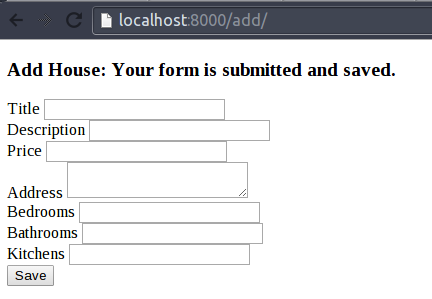 localhost:8000/add/
Add House: Your form is submitted and saved.
Title
Description
Price
Address
Bedrooms
Bathrooms
Kitchens
Save